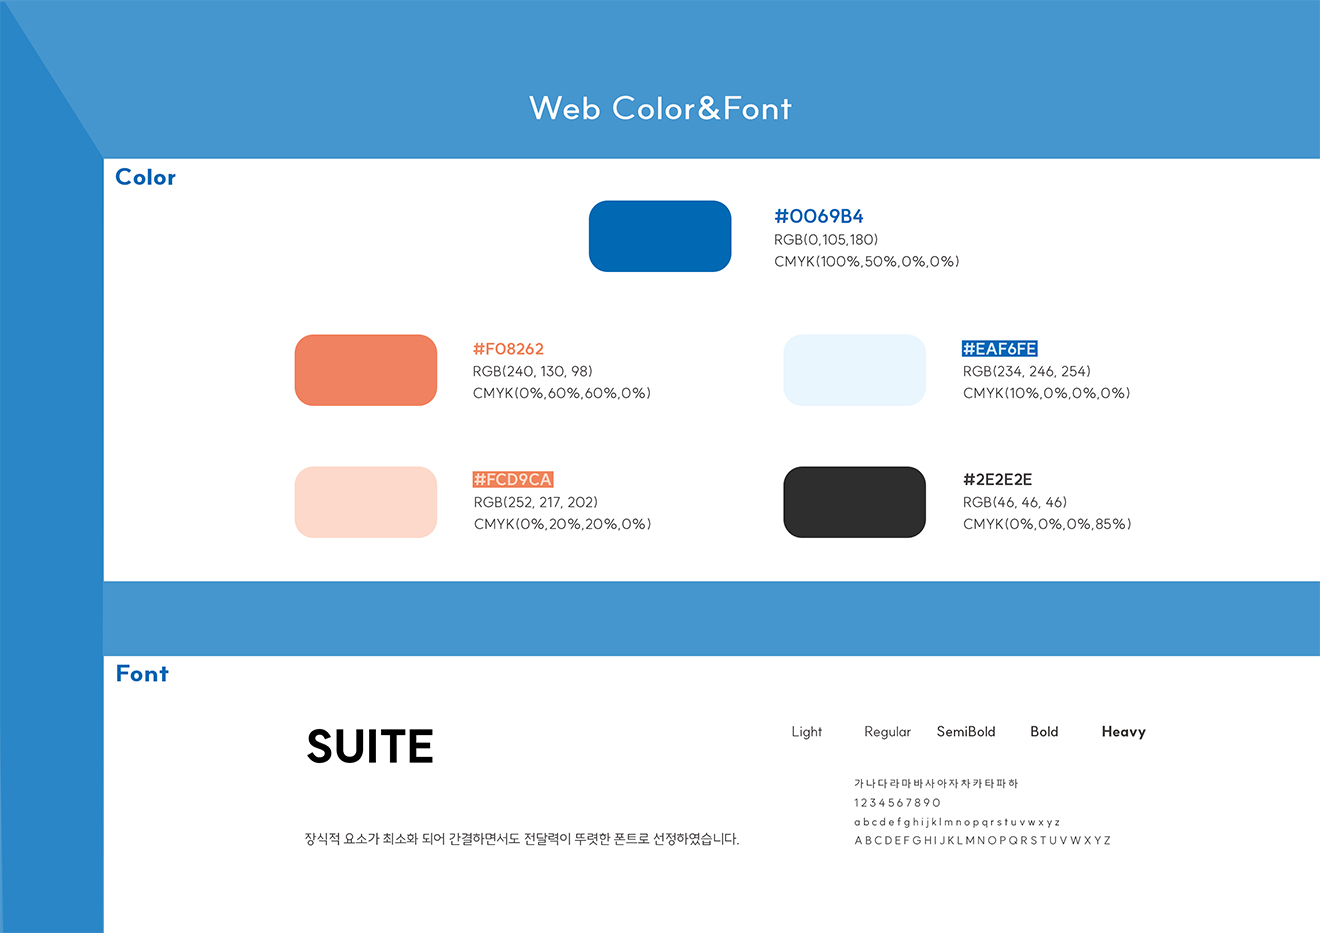 Web Color&Font
Color
#0069B4
RGB(0,105,180)
CMYK(100%,50%,0%,0%)
#F08262
RGB(240, 130, 98)
CMYK(0%,60%,60%,0%)
#EAF6FE
RGB(234, 246, 254)
CMYK(10%,0%,0%,0%)
#FCD9CA
RGB(252, 217, 202)
CMYK(0%,20%,20%,0%)
#2E2E2E
RGB(46, 46, 46)
CMYK(0%,0%,0%,85%)
Font
SUITE
장식적 요소가 최소화 되어 간결하면서도 전달력이 뚜렷한 폰트로 선정하였습니다.
Light Regular SemiBold Bold Heavy
가나다라마바사아자차카타파하
1234567890
abcdefghijklmnopqrstuvwxyz
ABCDEFGHIJKLMNOPQRSTUVWXYZ